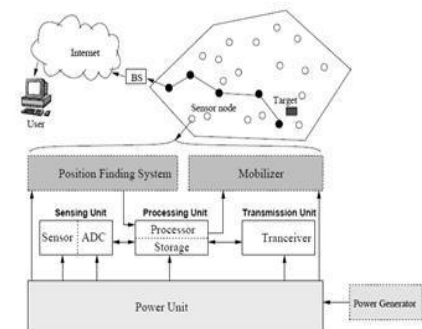 Internet
BS
Sensor node
Target
User
Position Finding System
Mobilizer
Sensing Unit
Processing Unit
Transmission Unit
Sensor
ADC
Processor
Storage
Tranceiver
Power Unit
Power Generator